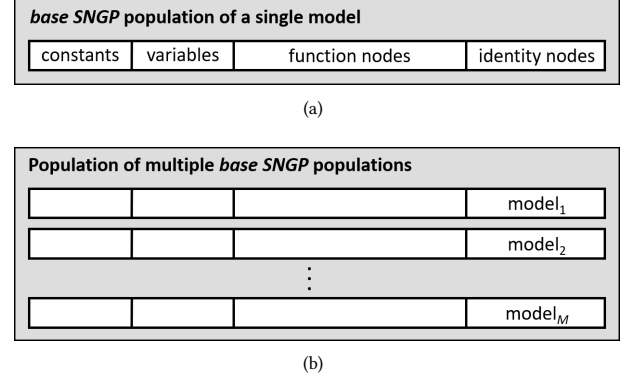 base SNGP population of a single model
constants variables function nodes identity nodes
(a)
Population of multiple base SNGP populations
model1
model2
⋮
modelM
(b)